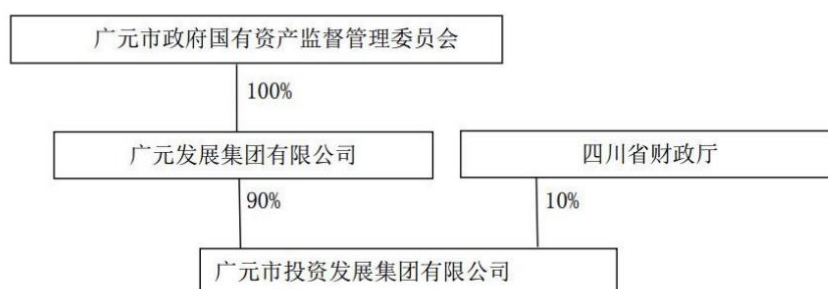 广元市政府国有资产监督管理委员会
100%
广元发展集团有限公司
四川省财政厅
90%
10%
广元市投资发展集团有限公司